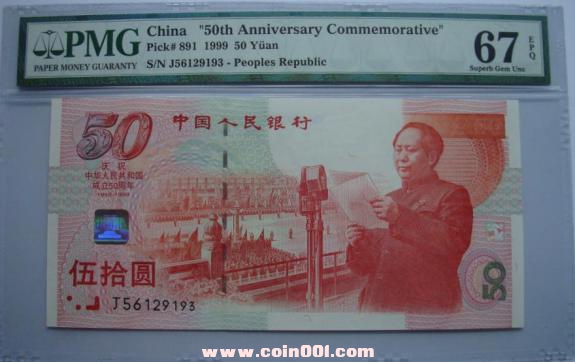 PMG
PAPER MONEY GUARANTY
China "50th Anniversary Commemorative"
Pick# 891 1999 50 Yüan
S/N J56129193 - Peoples Republic
67 EPQ
Superb Gem Unc
50
中国人民银行
庆祝
中华人民共和国
成立50周年
1949-1999
伍拾圆
J56129193
50
www.coin001.com